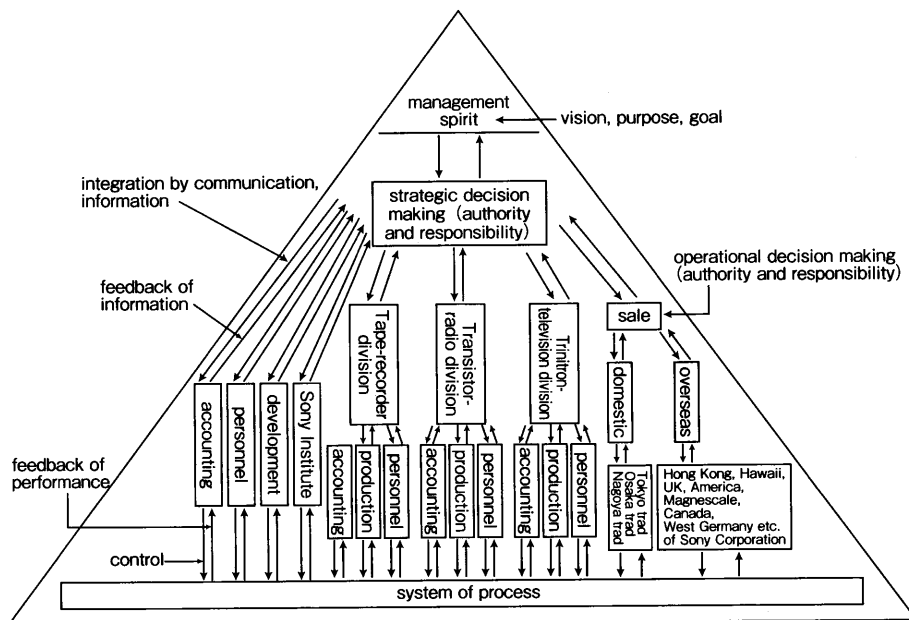 management
spirit
vision, purpose, goal
integration by communication,
information
strategic decision
making (authority
and responsibility)
operational decision making
(authority and responsibility)
feedback of
information
sale
Tape-recorder
division
Transistor-
radio division
Trinitron-
television division
domestic
overseas
accounting
personnel
development
Sony Institute
accounting
production
personnel
accounting
production
personnel
accounting
production
personnel
Tokyo trad
Osaka trad
Nagoya trad
Hong Kong, Hawaii,
UK, America,
Magnescale,
Canada,
West Germany etc.
of Sony Corporation
feedback of
performance
control
system of process